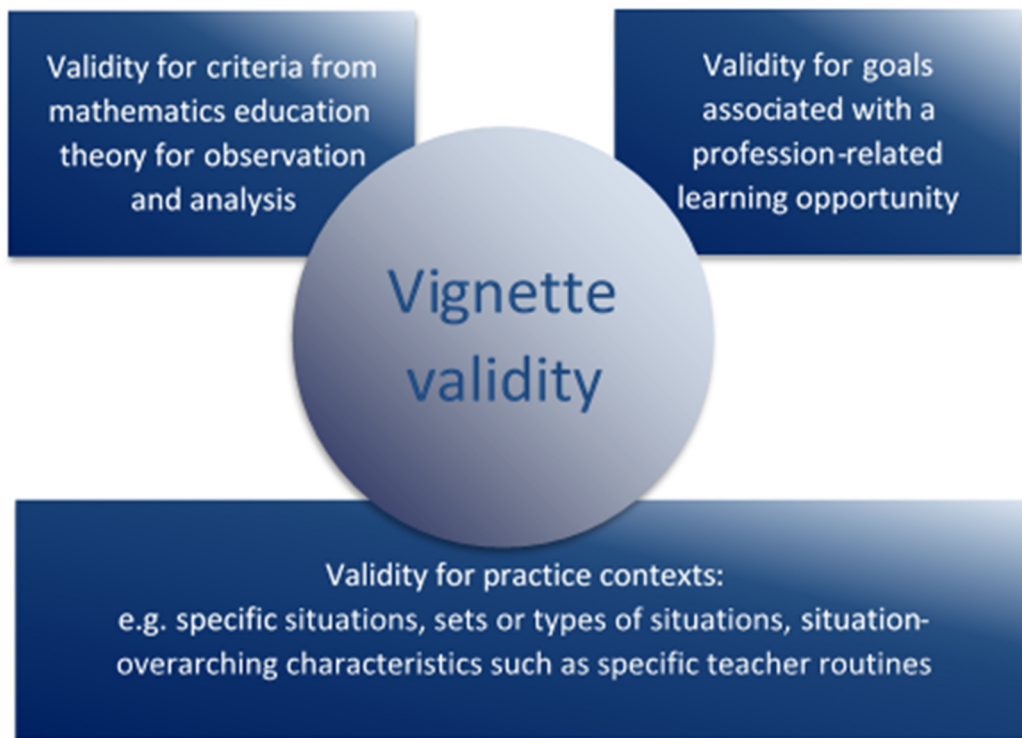 Validity for criteria from
mathematics education
theory for observation
and analysis
Validity for goals
associated with a
profession-related
learning opportunity
Vignette
validity
Validity for practice contexts:
e.g. specific situations, sets or types of situations, situation-
overarching characteristics such as specific teacher routines